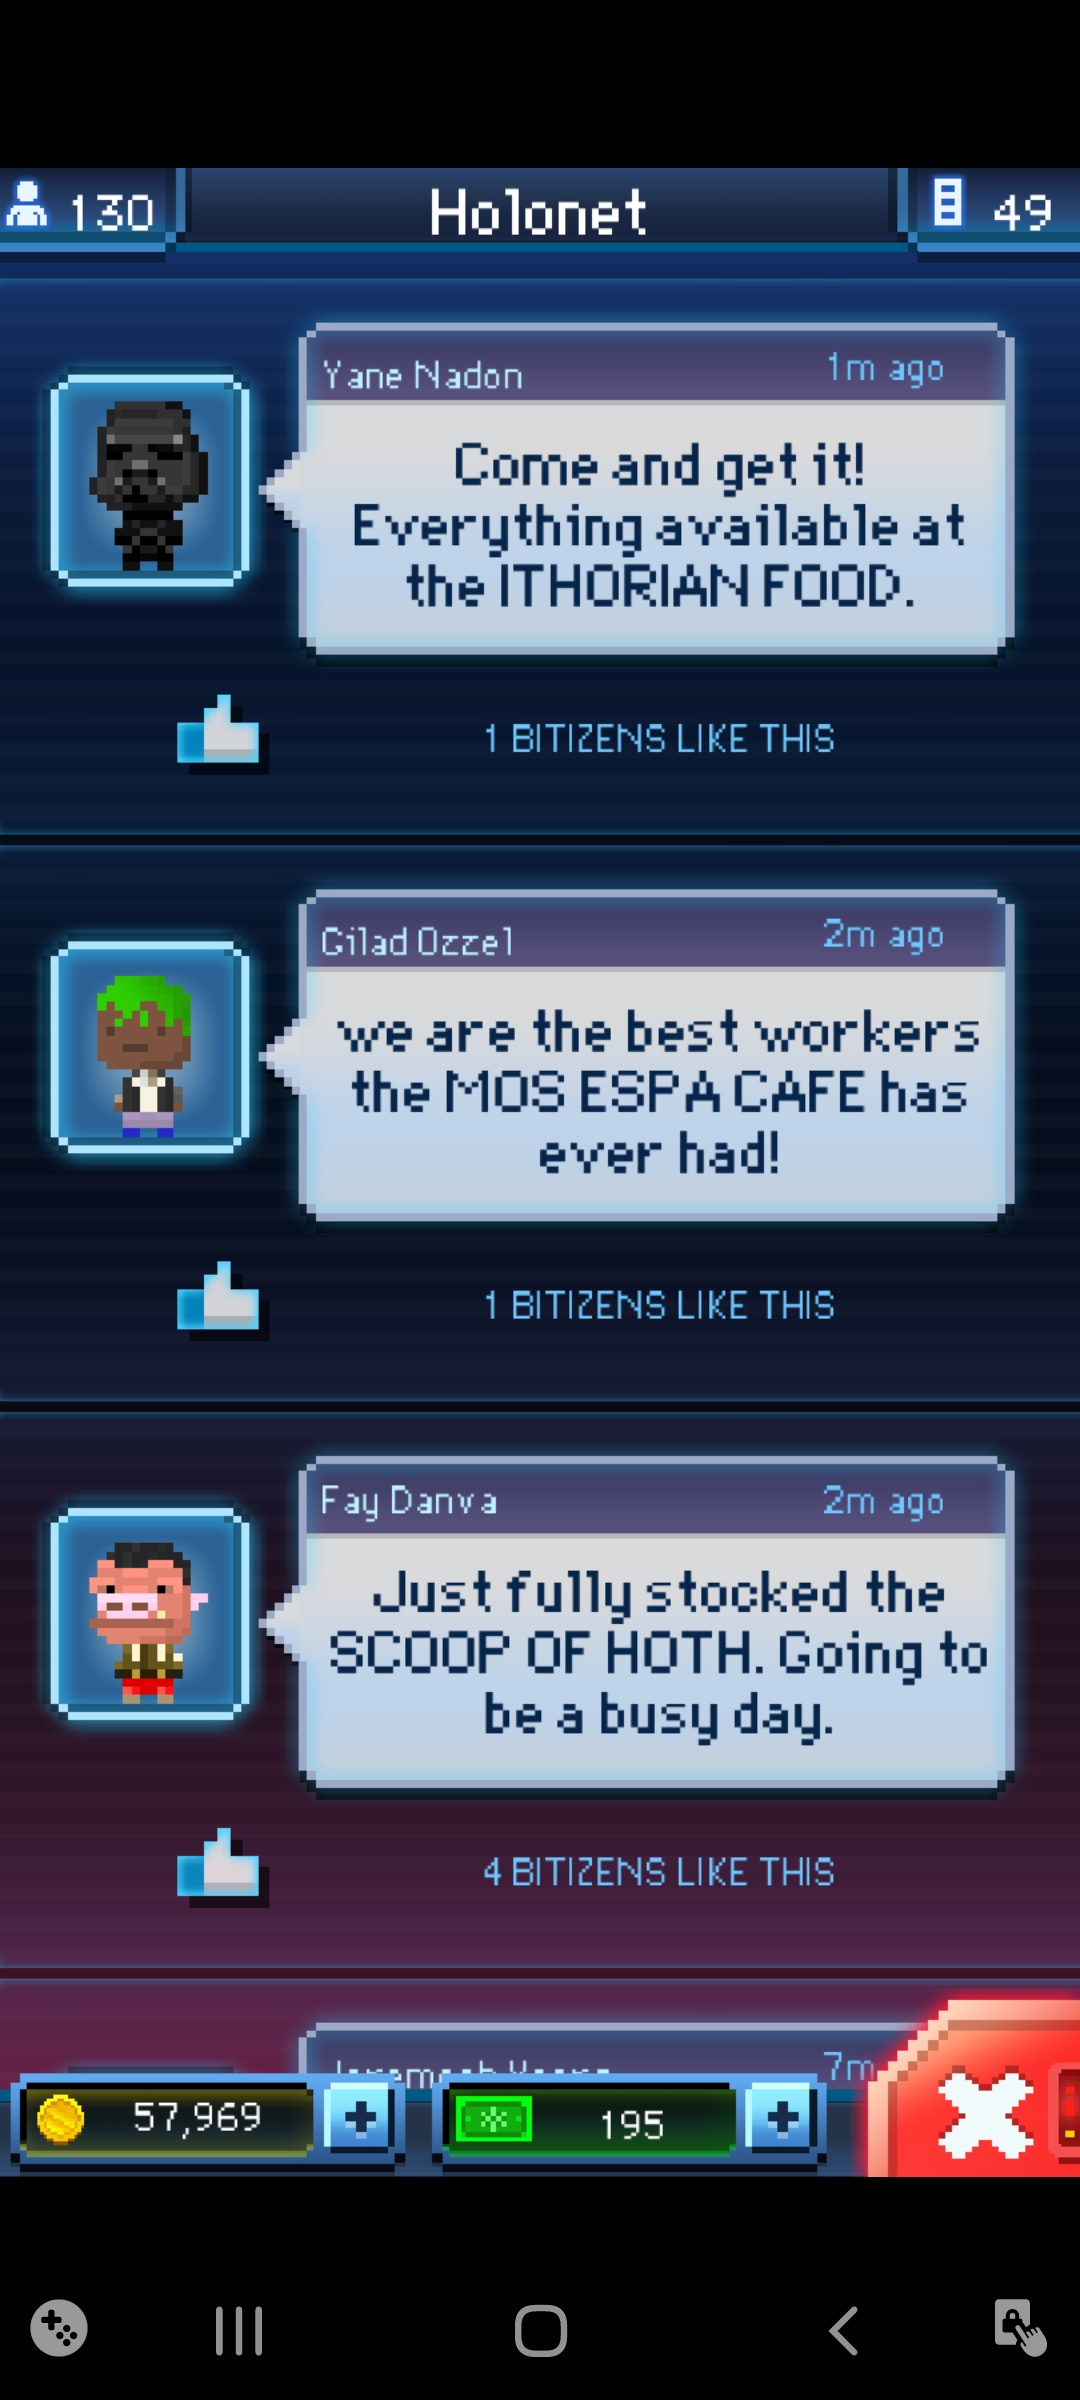 130
Holonet
49
Yane Nadon
1m ago
Come and get it!
Everything available at
the ITHORIAN FOOD.
1 BITIZENS LIKE THIS
Gilad Ozzel
2m ago
we are the best workers
the MOS ESPA CAFE has
ever had!
1 BITIZENS LIKE THIS
Fay Danva
2m ago
Just fully stocked the
SCOOP OF HOTH. Going to
be a busy day.
4 BITIZENS LIKE THIS
7m
57,969
195